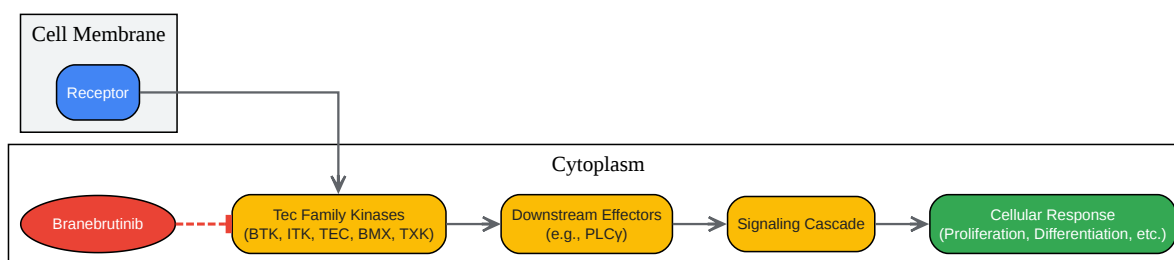 Cell Membrane
Receptor
Cytoplasm
Branebrutinib
Tec Family Kinases
(BTK, ITK, TEC, BMX, TXK)
Downstream Effectors
(e.g., PLCγ)
Signaling Cascade
Cellular Response
(Proliferation, Differentiation, etc.)